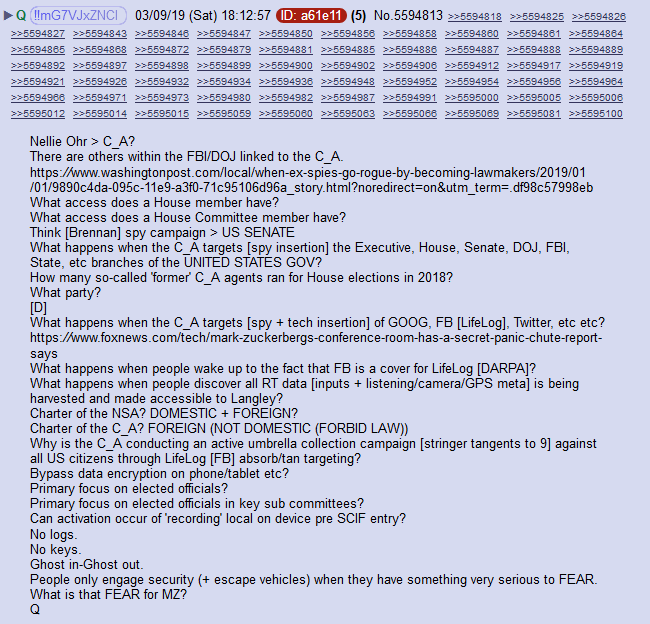 ▶ Q !!mG7VJxZNCI 03/09/19 (Sat) 18:12:57 ID: a61e11 (5) No.5594813 >>5594818 >>5594825 >>5594826
>>5594827 >>5594843 >>5594846 >>5594847 >>5594850 >>5594856 >>5594858 >>5594860 >>5594861 >>5594864
>>5594865 >>5594868 >>5594872 >>5594879 >>5594881 >>5594885 >>5594886 >>5594887 >>5594888 >>5594889
>>5594892 >>5594897 >>5594898 >>5594899 >>5594900 >>5594902 >>5594906 >>5594912 >>5594917 >>5594919
>>5594921 >>5594926 >>5594932 >>5594934 >>5594936 >>5594948 >>5594952 >>5594954 >>5594956 >>5594964
>>5594966 >>5594971 >>5594973 >>5594980 >>5594982 >>5594987 >>5594991 >>5595000 >>5595005 >>5595006
>>5595012 >>5595014 >>5595015 >>5595059 >>5595060 >>5595063 >>5595066 >>5595069 >>5595081 >>5595100
Nellie Ohr > C_A?
There are others within the FBI/DOJ linked to the C_A.
https://www.washingtonpost.com/local/when-ex-spies-go-rogue-by-becoming-lawmakers/2019/01
/01/9890c4da-095c-11e9-a3f0-71c95106d96a_story.html?noredirect=on&utm_term=.df98c57998eb
What access does a House member have?
What access does a House Committee member have?
Think [Brennan] spy campaign > US SENATE
What happens when the C_A targets [spy insertion] the Executive, House, Senate, DOJ, FBI,
State, etc branches of the UNITED STATES GOV?
How many so-called 'former' C_A agents ran for House elections in 2018?
What party?
[D]
What happens when the C_A targets [spy + tech insertion] of GOOG, FB [LifeLog], Twitter, etc etc?
https://www.foxnews.com/tech/mark-zuckerbergs-conference-room-has-a-secret-panic-chute-report-
says
What happens when people wake up to the fact that FB is a cover for LifeLog [DARPA]?
What happens when people discover all RT data [inputs + listening/camera/GPS meta] is being
harvested and made accessible to Langley?
Charter of the NSA? DOMESTIC + FOREIGN?
Charter of the C_A? FOREIGN (NOT DOMESTIC (FORBID LAW))
Why is the C_A conducting an active umbrella collection campaign [stringer tangents to 9] against
all US citizens through LifeLog [FB] absorb/tan targeting?
Bypass data encryption on phone/tablet etc?
Primary focus on elected officials?
Primary focus on elected officials in key sub committees?
Can activation occur of 'recording' local on device pre SCIF entry?
No logs.
No keys.
Ghost in-Ghost out.
People only engage security (+ escape vehicles) when they have something very serious to FEAR.
What is that FEAR for MZ?
Q